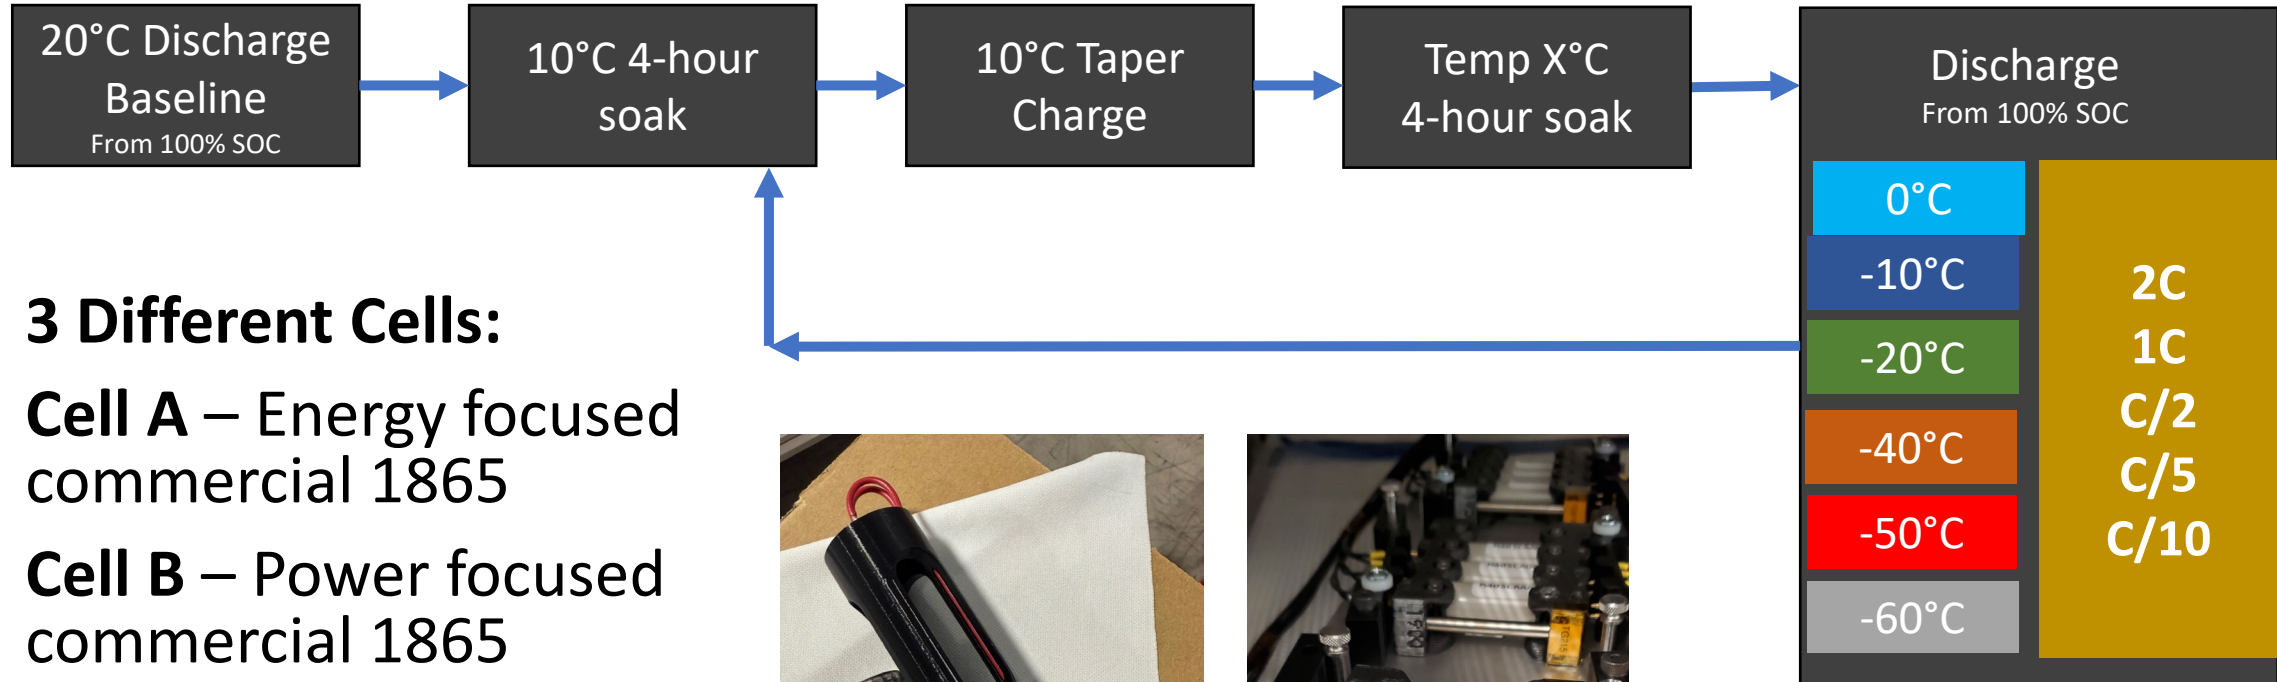 20°C Discharge
Baseline
From 100% SOC
10°C 4-hour
soak
10°C Taper
Charge
Temp X°C
4-hour soak
Discharge
From 100% SOC
0°C
-10°C
-20°C
-40°C
-50°C
-60°C
2C
1C
C/2
C/5
C/10
3 Different Cells:
Cell A – Energy focused
commercial 1865
Cell B – Power focused
commercial 1865